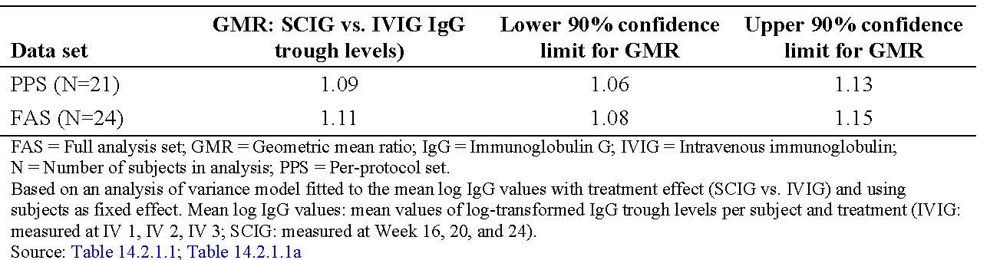 GMR: SCIG vs. IVIG IgG Lower 90% confidence Upper 90% confidence
Data set trough levels) limit for GMR limit for GMR
PPS (N=21) 1.09 1.06 1.13
FAS (N=24) 1.11 1.08 1.15
FAS = Full analysis set; GMR = Geometric mean ratio; IgG = Immunoglobulin G; IVIG = Intravenous immunoglobulin;
N = Number of subjects in analysis; PPS = Per-protocol set.
Based on an analysis of variance model fitted to the mean log IgG values with treatment effect (SCIG vs. IVIG) and using
subjects as fixed effect. Mean log IgG values: mean values of log-transformed IgG trough levels per subject and treatment (IVIG:
measured at IV 1, IV 2, IV 3; SCIG: measured at Week 16, 20, and 24).
Source: Table 14.2.1.1; Table 14.2.1.1a